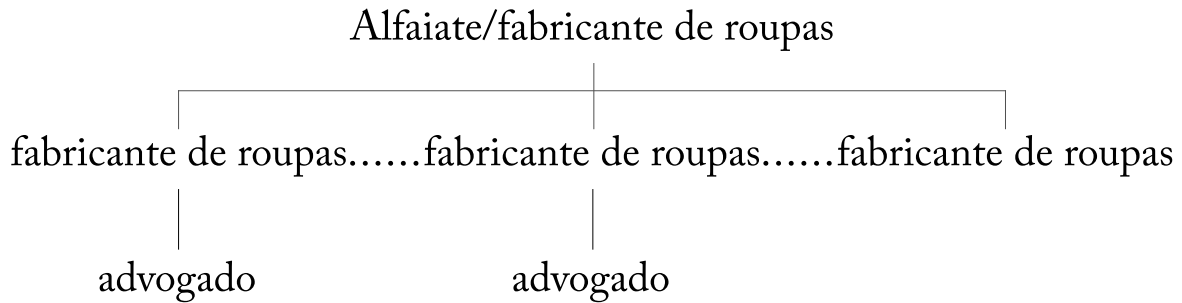 Alfaiate/fabricante de roupas
fabricante de roupas......fabricante de roupas......fabricante de roupas
advogado advogado